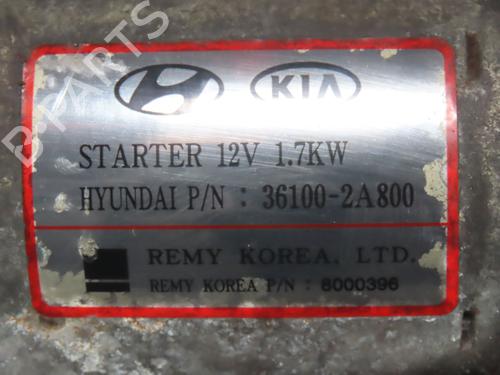 KIA
STARTER 12V 1.7KW
HYUNDAI P/N : 36100-2A800
REMY KOREA. LTD.
REMY KOREA P/N : 8000396
B-PARTS